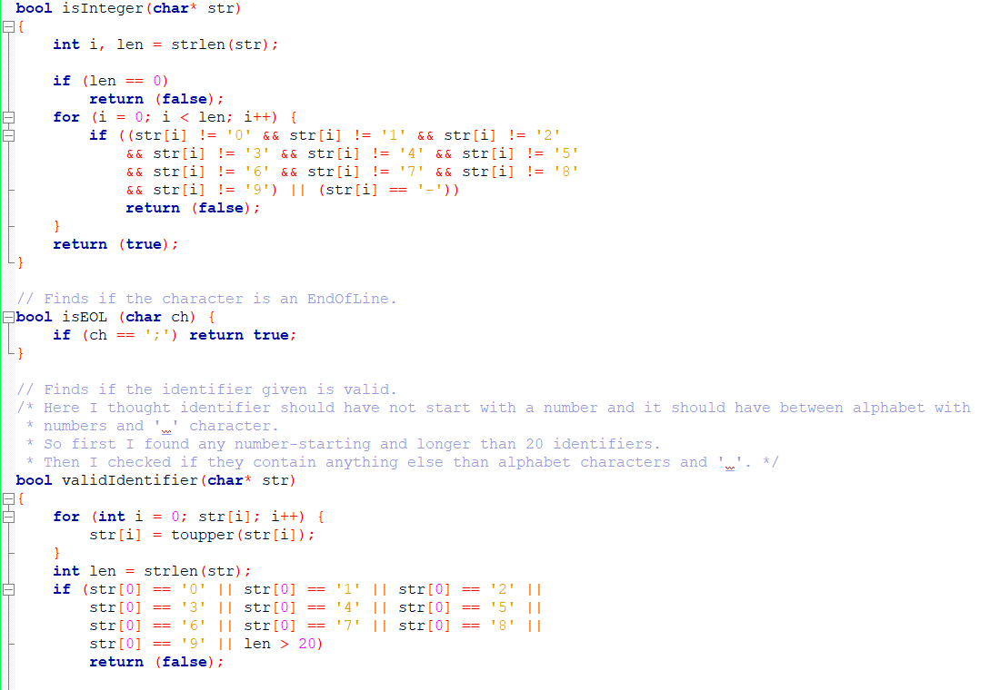 bool isInteger(char* str)
{
    int i, len = strlen(str);

    if (len == 0)
        return (false);
    for (i = 0; i < len; i++) {
        if ((str[i] != '0' && str[i] != '1' && str[i] != '2'
            && str[i] != '3' && str[i] != '4' && str[i] != '5'
            && str[i] != '6' && str[i] != '7' && str[i] != '8'
            && str[i] != '9') || (str[i] == '-'))
            return (false);
    }
    return (true);
}

// Finds if the character is an EndOfLine.
bool isEOL (char ch) {
    if (ch == ';') return true;
}

// Finds if the identifier given is valid.
/* Here I thought identifier should have not start with a number and it should have between alphabet with
 * numbers and '_' character.
 * So first I found any number-starting and longer than 20 identifiers.
 * Then I checked if they contain anything else than alphabet characters and '_'. */
bool validIdentifier(char* str)
{
    for (int i = 0; str[i]; i++) {
        str[i] = toupper(str[i]);
    }
    int len = strlen(str);
    if (str[0] == '0' || str[0] == '1' || str[0] == '2' ||
        str[0] == '3' || str[0] == '4' || str[0] == '5' ||
        str[0] == '6' || str[0] == '7' || str[0] == '8' ||
        str[0] == '9' || len > 20)
        return (false);